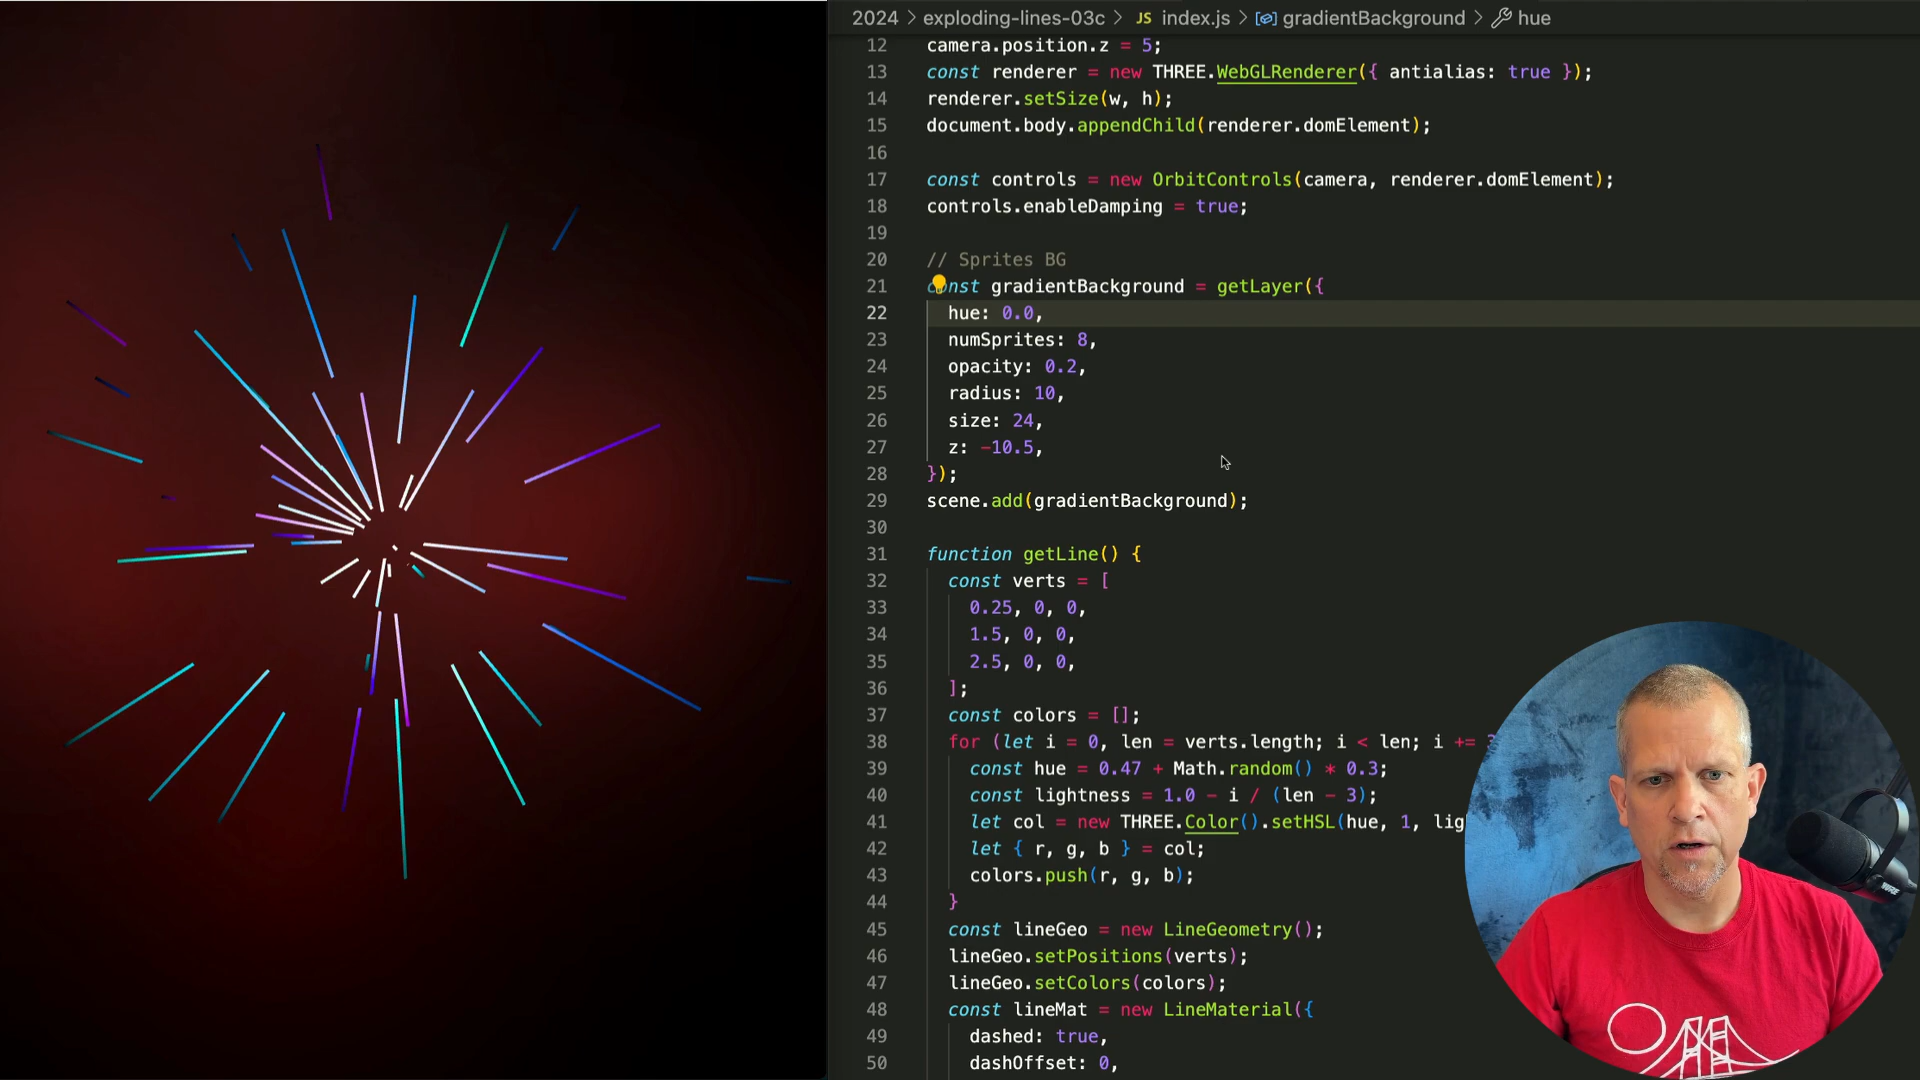 2024 > exploding-lines-03c > JS index.js > gradientBackground > hue
12 camera.position.z = 5;
13 const renderer = new THREE.WebGLRenderer({ antialias: true });
14 renderer.setSize(w, h);
15 document.body.appendChild(renderer.domElement);
16
17 const controls = new OrbitControls(camera, renderer.domElement);
18 controls.enableDamping = true;
19
20 // Sprites BG
21 const gradientBackground = getLayer({
22 hue: 0.0,
23 numSprites: 8,
24 opacity: 0.2,
25 radius: 10,
26 size: 24,
27 z: -10.5,
28 });
29 scene.add(gradientBackground);
30
31 function getLine() {
32 const verts = [
33 0.25, 0, 0,
34 1.5, 0, 0,
35 2.5, 0, 0,
36 ];
37 const colors = [];
38 for (let i = 0, len = verts.length; i < len; i +=
39 const hue = 0.47 + Math.random() * 0.3;
40 const lightness = 1.0 - i / (len - 3);
41 let col = new THREE.Color().setHSL(hue, 1, lig
42 let { r, g, b } = col;
43 colors.push(r, g, b);
44 }
45 const lineGeo = new LineGeometry();
46 lineGeo.setPositions(verts);
47 lineGeo.setColors(colors);
48 const lineMat = new LineMaterial({
49 dashed: true,
50 dashOffset: 0,